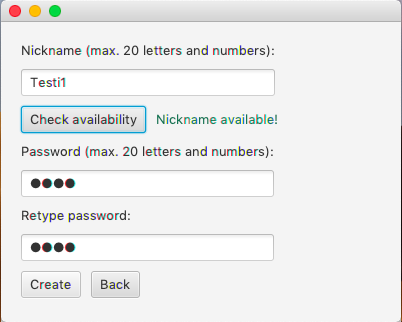 Nickname (max. 20 letters and numbers):
Testi1
Check availability Nickname available!
Password (max. 20 letters and numbers):
●●●●
Retype password:
●●●●
Create Back